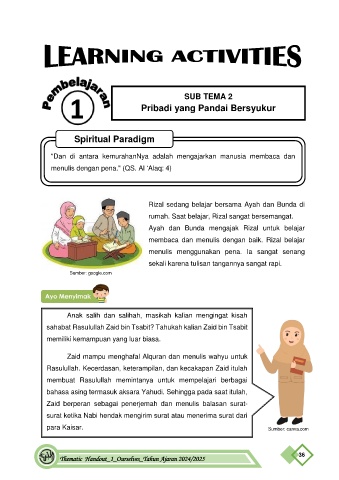 LEARNING ACTIVITIES
Pembelajaran
1
SUB TEMA 2
Pribadi yang Pandai Bersyukur
Spiritual Paradigm
"Dan di antara kemurahanNya adalah mengajarkan manusia membaca dan
menulis dengan pena." (QS. Al 'Alaq: 4)
Rizal sedang belajar bersama Ayah dan Bunda di
rumah. Saat belajar, Rizal sangat bersemangat.
Ayah dan Bunda mengajak Rizal untuk belajar
membaca dan menulis dengan baik. Rizal belajar
menulis menggunakan pena. Ia sangat senang
sekali karena tulisan tangannya sangat rapi.
Sumber: google.com
Ayo Menyimak
Anak salih dan salihah, masikah kalian mengingat kisah
sahabat Rasulullah Zaid bin Tsabit? Tahukah kalian Zaid bin Tsabit
memiliki kemampuan yang luar biasa.
Zaid mampu menghafal Alquran dan menulis wahyu untuk
Rasulullah. Kecerdasan, keterampilan, dan kecakapan Zaid itulah
membuat Rasulullah memintanya untuk mempelajari berbagai
bahasa asing termasuk aksara Yahudi. Sehingga pada saat itulah,
Zaid berperan sebagai penerjemah dan menulis balasan surat-
surat ketika Nabi hendak mengirim surat atau menerima surat dari
para Kaisar.
Sumber: canva.com
Thematic Handout_1_Ourselves_Tahun Ajaran 2024/2025
36